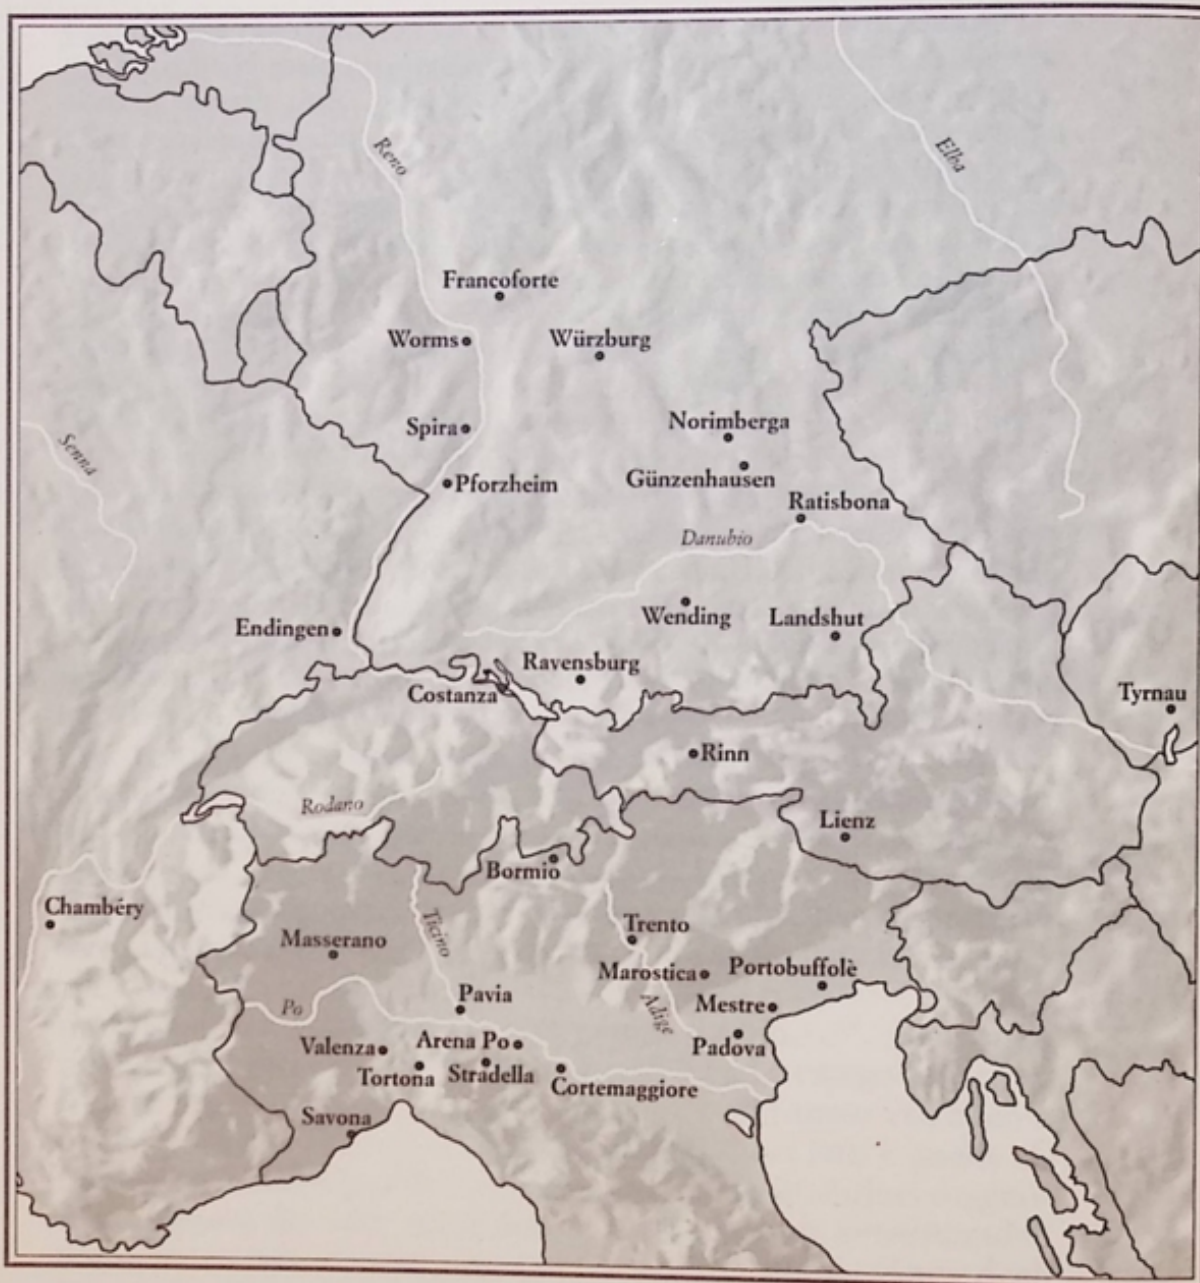 Reno
Elba
Francoforte
Worms
Würzburg
Senna
Spira
Norimberga
Pforzheim
Günzenhausen
Ratisbona
Danubio
Endingen
Wending
Landshut
Ravensburg
Costanza
Tyrnau
Rinn
Rodano
Lienz
Bormio
Chambéry
Masserano
Ticino
Trento
Marostica
Portobuffolè
Po
Pavia
Adige
Mestre
Valenza
Arena Po
Padova
Tortona
Stradella
Cortemaggiore
Savona